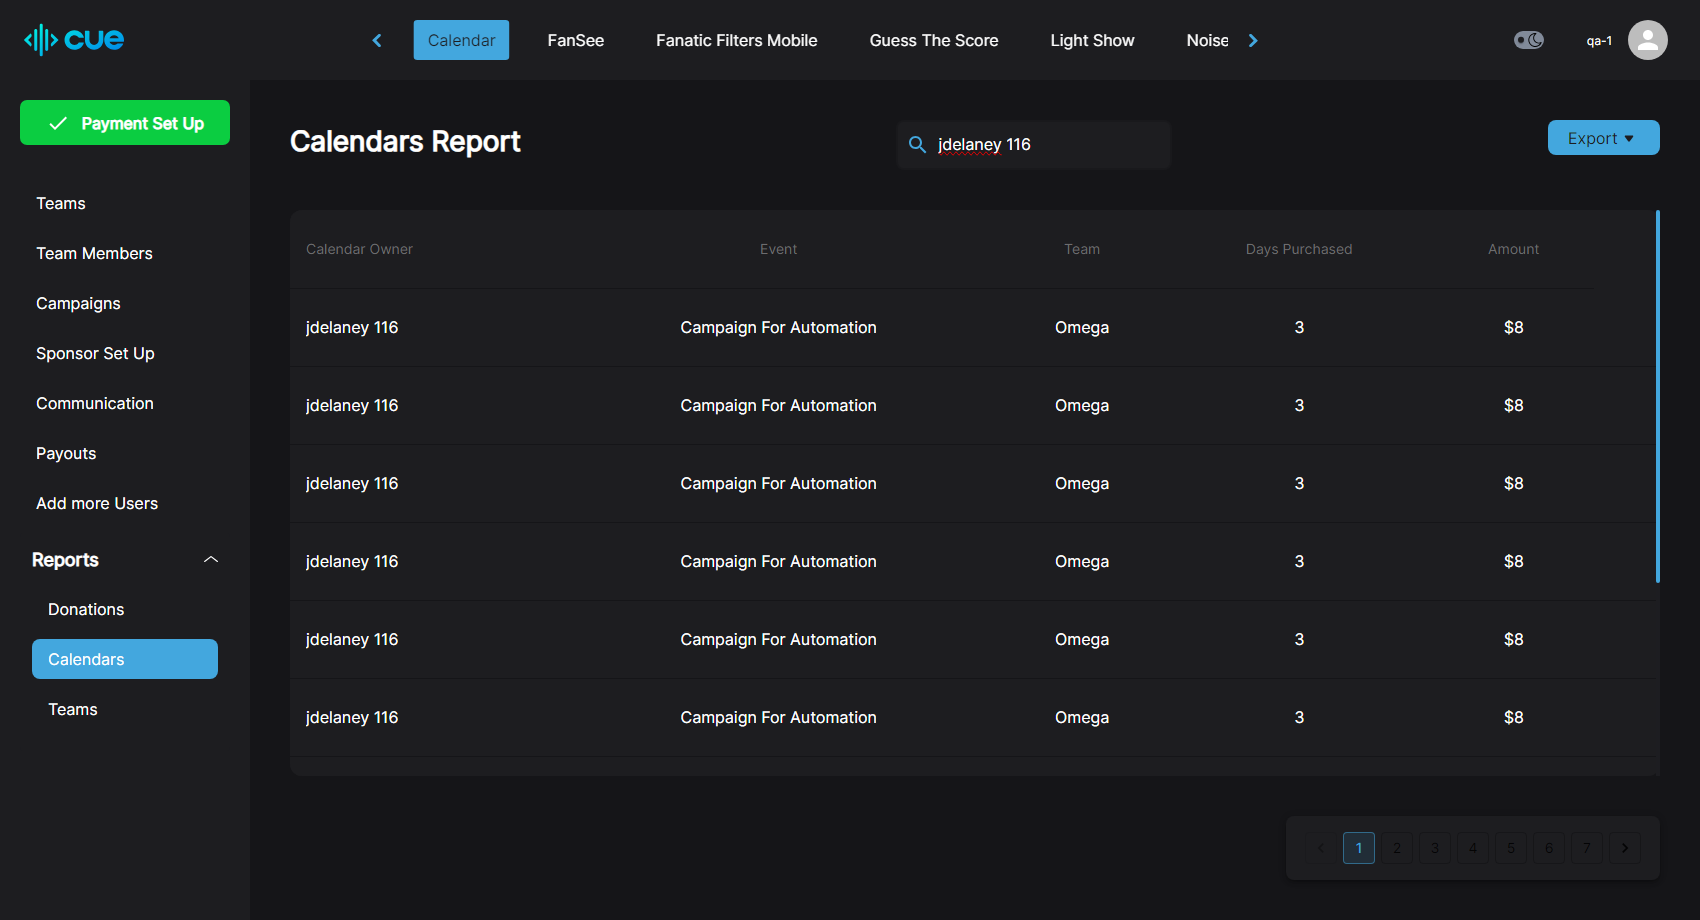 cue
Calendar FanSee Fanatic Filters Mobile Guess The Score Light Show Noise
qa-1
Payment Set Up
Teams
Team Members
Campaigns
Sponsor Set Up
Communication
Payouts
Add more Users
Reports
Donations
Calendars
Teams
Calendars Report
jdelaney 116
Export
Calendar Owner Event Team Days Purchased Amount
jdelaney 116 Campaign For Automation Omega 3 $8
jdelaney 116 Campaign For Automation Omega 3 $8
jdelaney 116 Campaign For Automation Omega 3 $8
jdelaney 116 Campaign For Automation Omega 3 $8
jdelaney 116 Campaign For Automation Omega 3 $8
jdelaney 116 Campaign For Automation Omega 3 $8
1 2 3 4 5 6 7